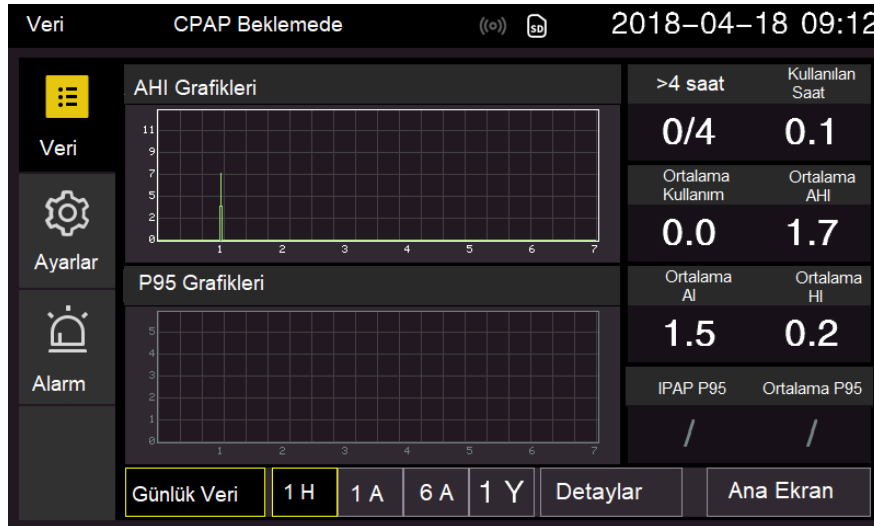 Veri CPAP Beklemede ((o)) SD 2018-04-18 09:12
Veri
Ayarlar
Alarm
AHI Grafikleri
11
9
7
5
2
0
1 2 3 4 5 6 7
P95 Grafikleri
5
4
3
2
1
0
1 2 3 4 5 6 7
>4 saat
0/4
Kullanılan
Saat
0.1
Ortalama
Kullanım
0.0
Ortalama
AHI
1.7
Ortalama
AI
1.5
Ortalama
HI
0.2
IPAP P95
/
Ortalama P95
/
Günlük Veri 1 H 1 A 6 A 1 Y Detaylar Ana Ekran